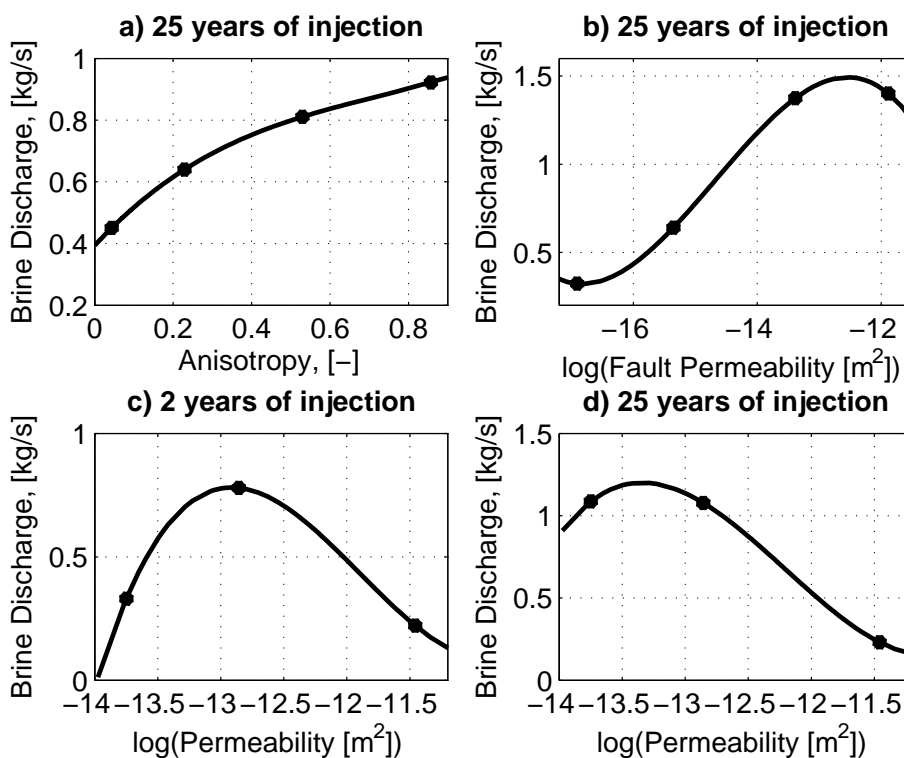 a) 25 years of injection
Brine Discharge, [kg/s]
1
0.8
0.6
0.4
0.2
0 0.2 0.4 0.6 0.8
Anisotropy, [−]
b) 25 years of injection
Brine Discharge, [kg/s]
1.5
1
0.5
−16 −14 −12
log(Fault Permeability [m²])
c) 2 years of injection
Brine Discharge, [kg/s]
1
0.5
0
−14 −13.5 −13 −12.5 −12 −11.5
log(Permeability [m²])
d) 25 years of injection
Brine Discharge, [kg/s]
1.5
1
0.5
0
−14 −13.5 −13 −12.5 −12 −11.5
log(Permeability [m²])